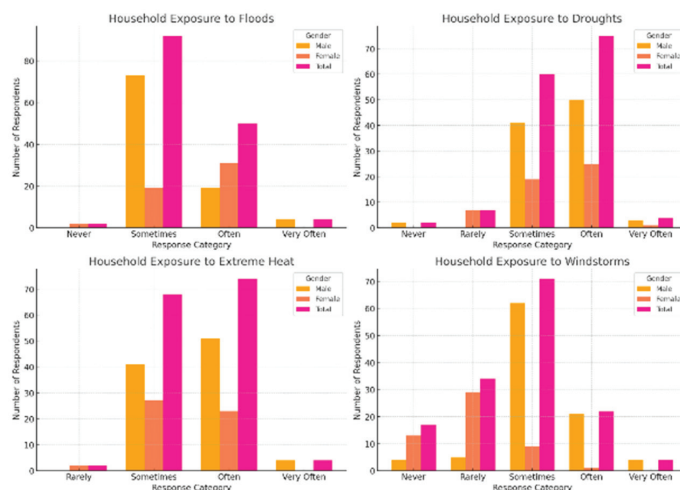 Household Exposure to Floods
Gender
Male
Female
Total
Number of Respondents
80
60
40
20
0
Never
Sometimes
Often
Very Often
Response Category
Household Exposure to Droughts
Gender
Male
Female
Total
Number of Respondents
70
60
50
40
30
20
10
0
Never
Rarely
Sometimes
Often
Very Often
Response Category
Household Exposure to Extreme Heat
Gender
Male
Female
Total
Number of Respondents
70
60
50
40
30
20
10
0
Rarely
Sometimes
Often
Very Often
Response Category
Household Exposure to Windstorms
Gender
Male
Female
Total
Number of Respondents
70
60
50
40
30
20
10
0
Never
Rarely
Sometimes
Often
Very Often
Response Category